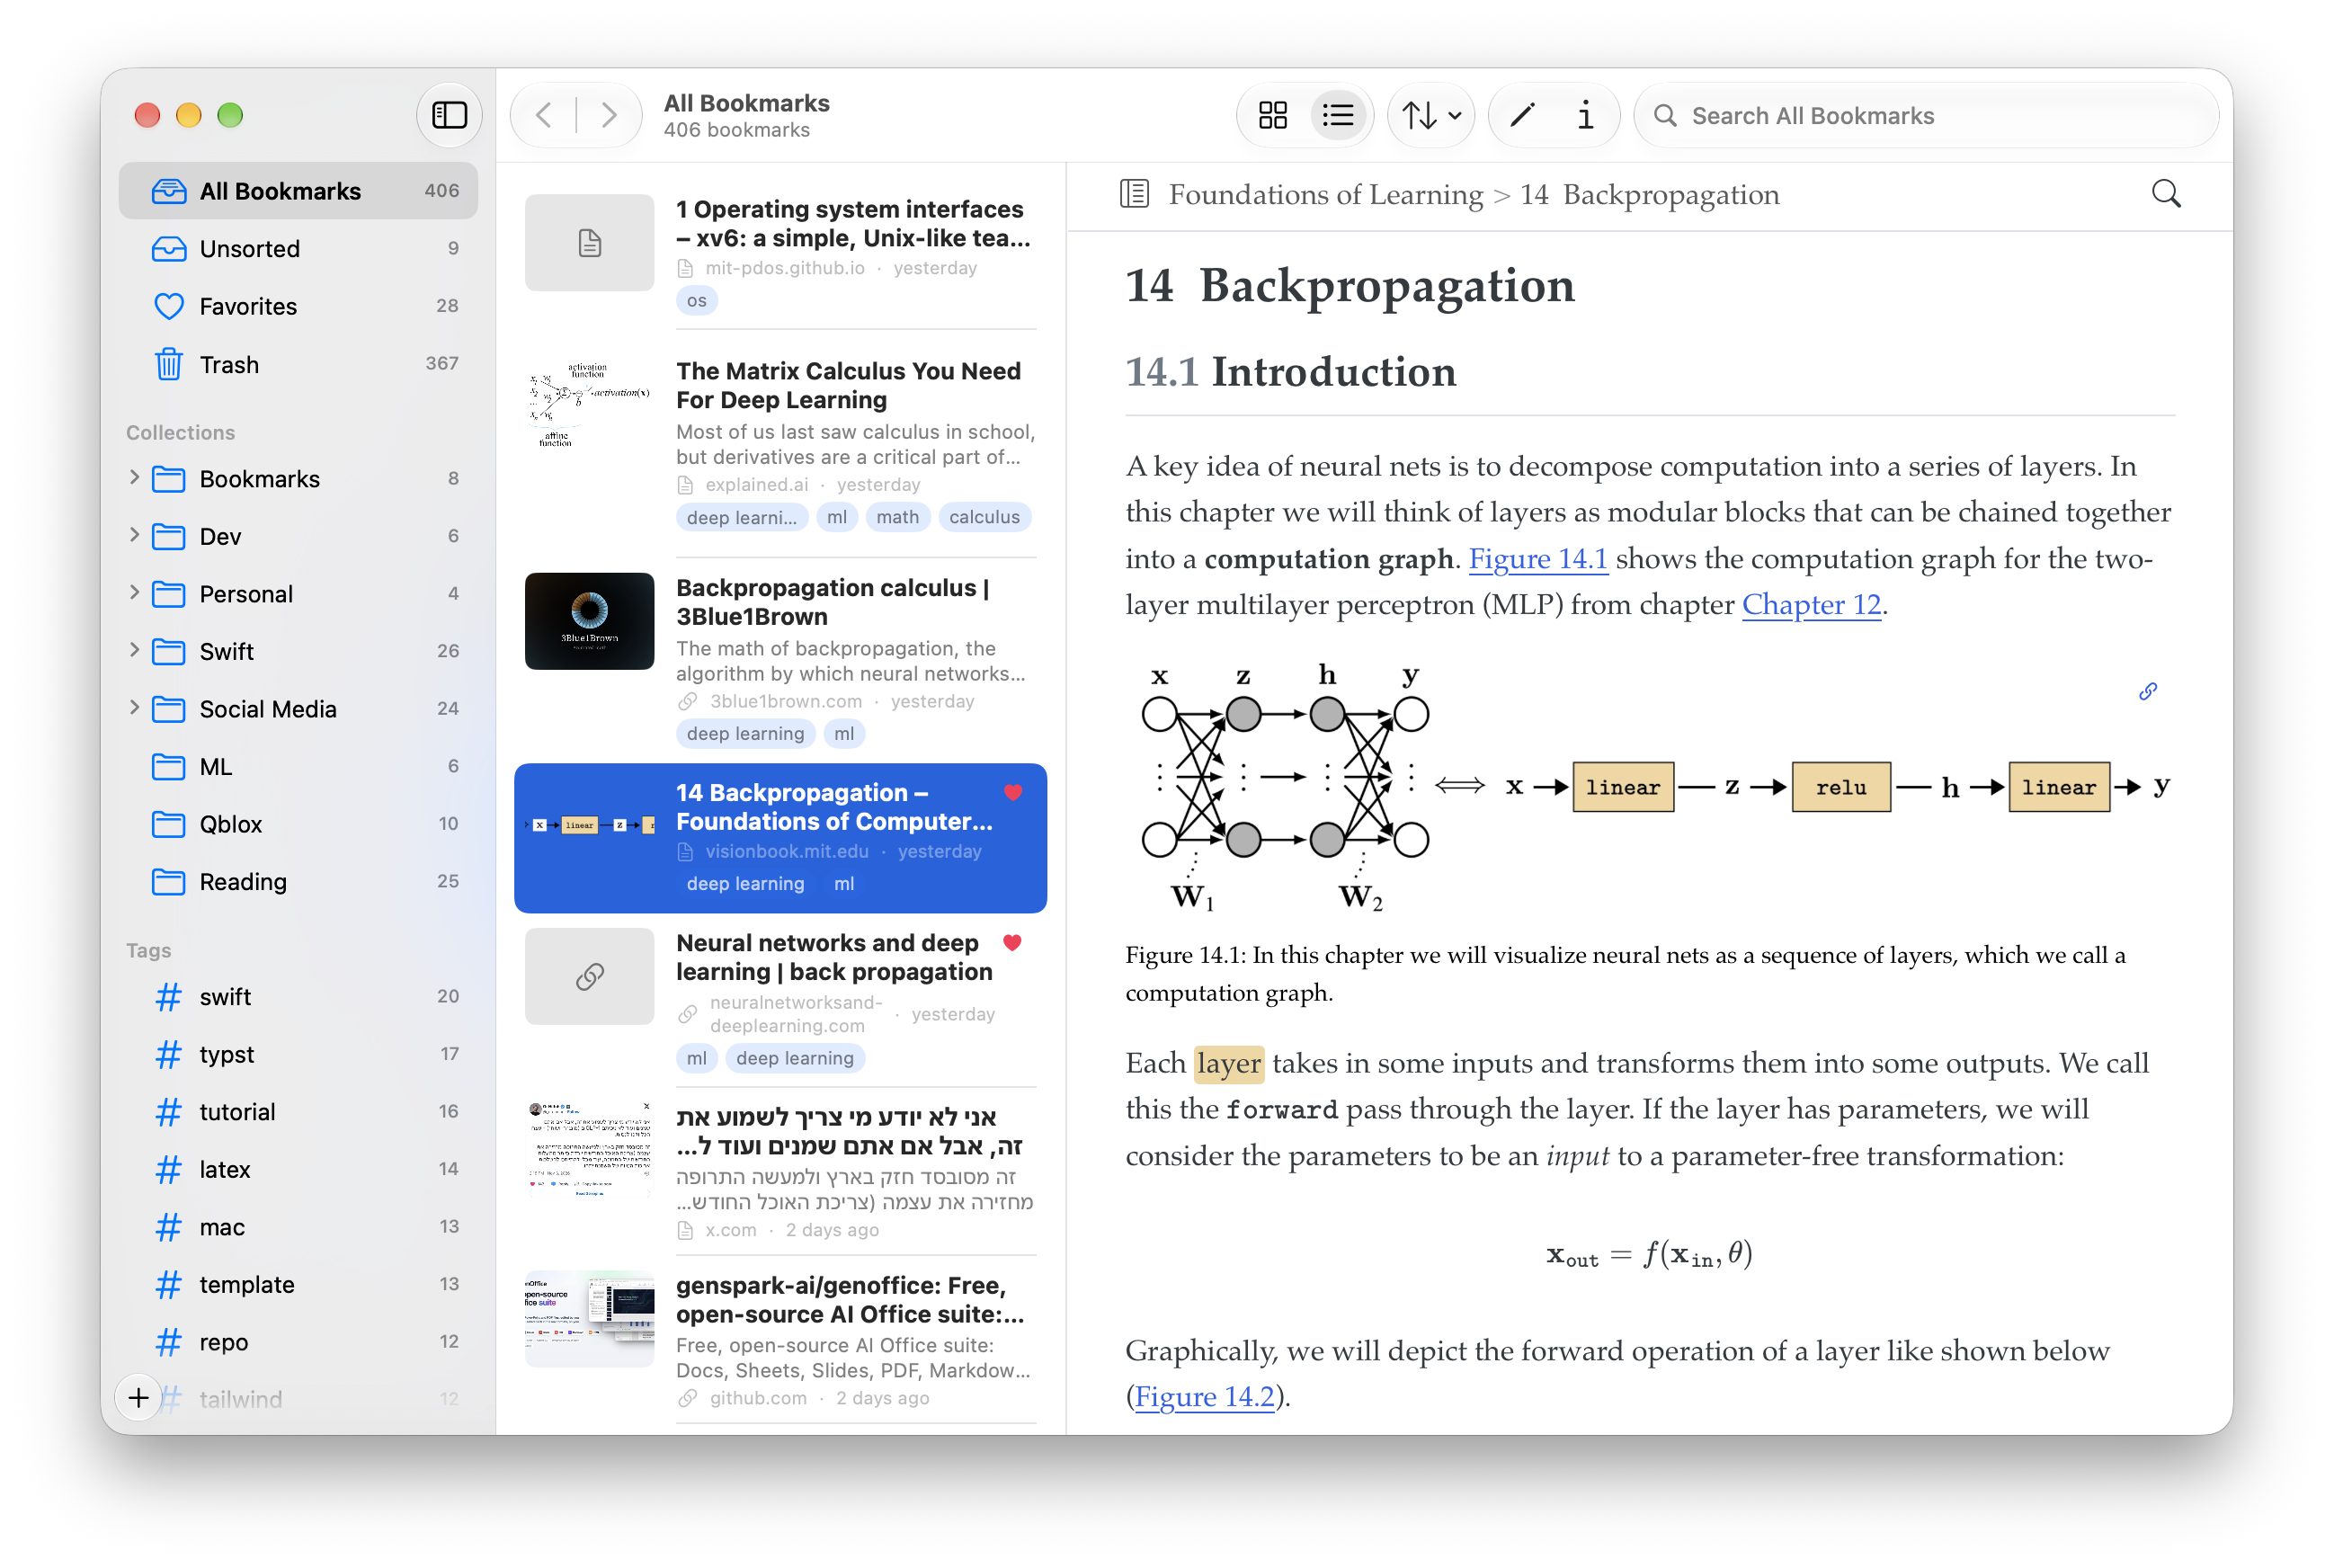 All Bookmarks
406 bookmarks
Search All Bookmarks
All Bookmarks 406
Unsorted 9
Favorites 28
Trash 367
Collections
Bookmarks 8
Dev 6
Personal 4
Swift 26
Social Media 24
ML 6
Qblox 10
Reading 25
Tags
# swift 20
# typst 17
# tutorial 16
# latex 14
# mac 13
# template 13
# repo 12
# tailwind 12
1 Operating system interfaces
– xv6: a simple, Unix-like tea...
mit-pdos.github.io · yesterday
os
activation
function
activation(x)
affine
function
The Matrix Calculus You Need
For Deep Learning
Most of us last saw calculus in school,
but derivatives are a critical part of...
explained.ai · yesterday
deep learni... ml math calculus
3Blue1Brown
Backpropagation calculus |
3Blue1Brown
The math of backpropagation, the
algorithm by which neural networks...
3blue1brown.com · yesterday
deep learning ml
x linear z r
14 Backpropagation –
Foundations of Computer...
visionbook.mit.edu · yesterday
deep learning ml
Neural networks and deep
learning | back propagation
neuralnetworksand-
deeplearning.com · yesterday
ml deep learning
אני לא יודע מי צריך לשמוע את
זה, אבל אם אתם שמנים ועוד ל...
זה מסובסד חזק בארץ ולמעשה התרופה
מחזירה את עצמה (צריכת האוכל החודש...
x.com · 2 days ago
genspark-ai/genoffice: Free,
open-source AI Office suite:...
Free, open-source AI Office suite:
Docs, Sheets, Slides, PDF, Markdow...
github.com · 2 days ago
Foundations of Learning > 14 Backpropagation
14 Backpropagation
14.1 Introduction
A key idea of neural nets is to decompose computation into a series of layers. In
this chapter we will think of layers as modular blocks that can be chained together
into a computation graph. Figure 14.1 shows the computation graph for the two-
layer multilayer perceptron (MLP) from chapter Chapter 12.
x z h y
x linear z relu h linear y
W₁ W₂
Figure 14.1: In this chapter we will visualize neural nets as a sequence of layers, which we call a
computation graph.
Each layer takes in some inputs and transforms them into some outputs. We call
this the forward pass through the layer. If the layer has parameters, we will
consider the parameters to be an input to a parameter-free transformation:
x_out = f(x_in, θ)
Graphically, we will depict the forward operation of a layer like shown below
(Figure 14.2).